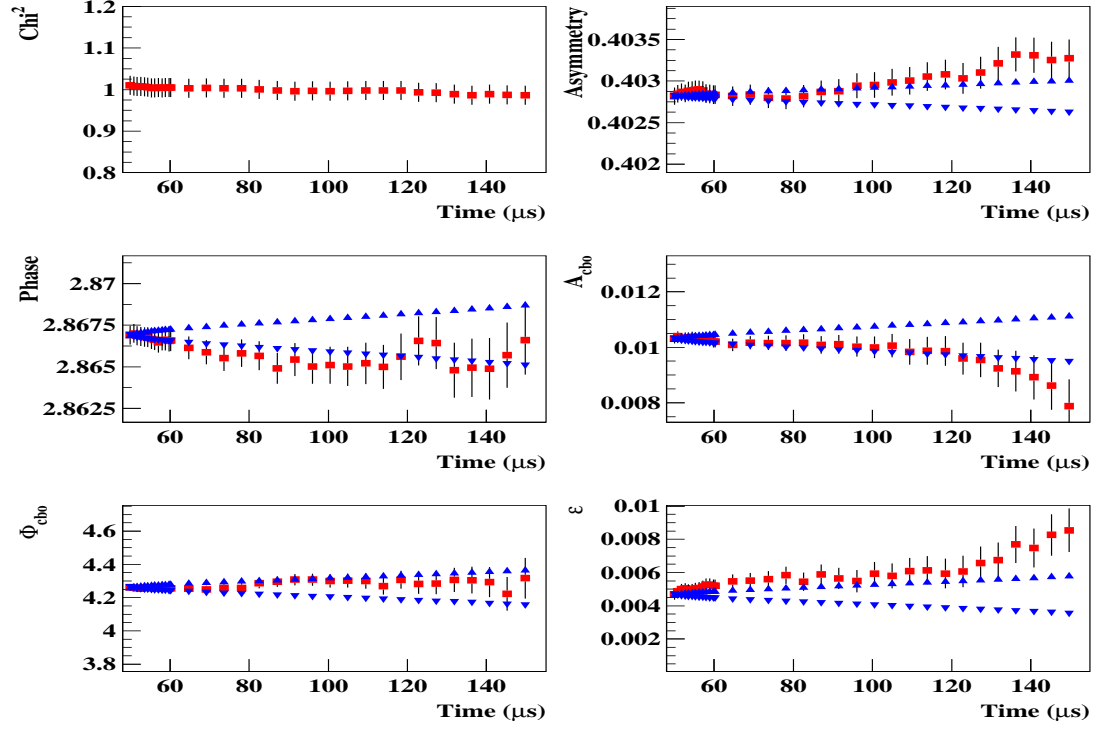 Chi²
1.2
1.1
1
0.9
0.8
60 80 100 120 140
Time (μs)
Asymmetry
0.4035
0.403
0.4025
0.402
60 80 100 120 140
Time (μs)
Phase
2.87
2.8675
2.865
2.8625
60 80 100 120 140
Time (μs)
A_cbo
0.012
0.01
0.008
60 80 100 120 140
Time (μs)
Φ_cbo
4.6
4.4
4.2
4
3.8
60 80 100 120 140
Time (μs)
ε
0.01
0.008
0.006
0.004
0.002
60 80 100 120 140
Time (μs)